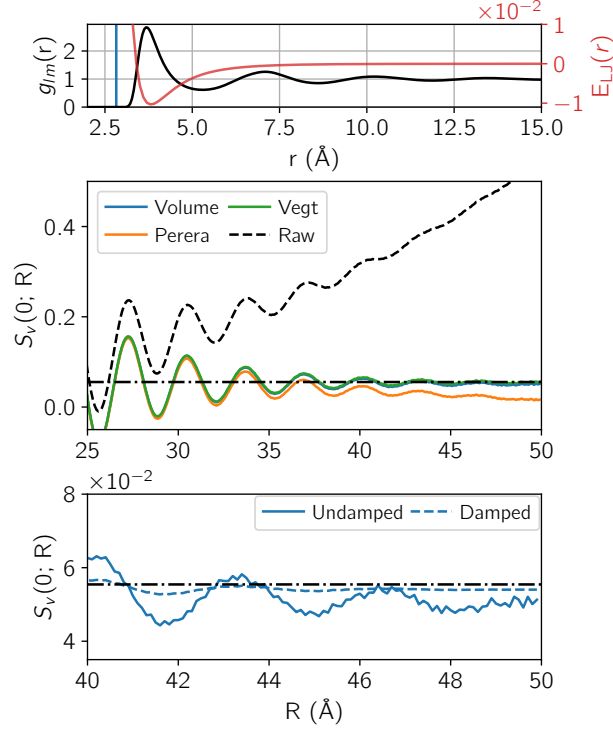 ×10⁻²
2
1
0
g_lm(r)
0
−1
E_LJ(r)
2.5 5.0 7.5 10.0 12.5 15.0
r (Å)
Volume Vegt
Perera Raw
0.4
0.2
0.0
S_v(0; R)
25 30 35 40 45 50
×10⁻²
Undamped Damped
8
6
4
S_v(0; R)
40 42 44 46 48 50
R (Å)